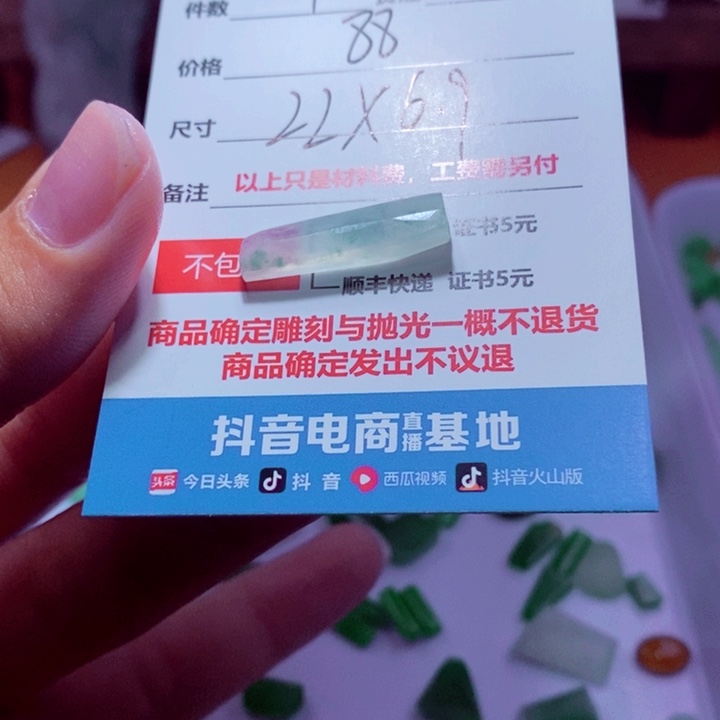 件数
价格 88
尺寸 22X6.9
备注 以上只是材料费，工费需另付
证书5元
不包 顺丰快递 证书5元
商品确定雕刻与抛光一概不退货
商品确定发出不议退
抖音电商直播基地
头条 今日头条 抖音 西瓜视频 抖音火山版